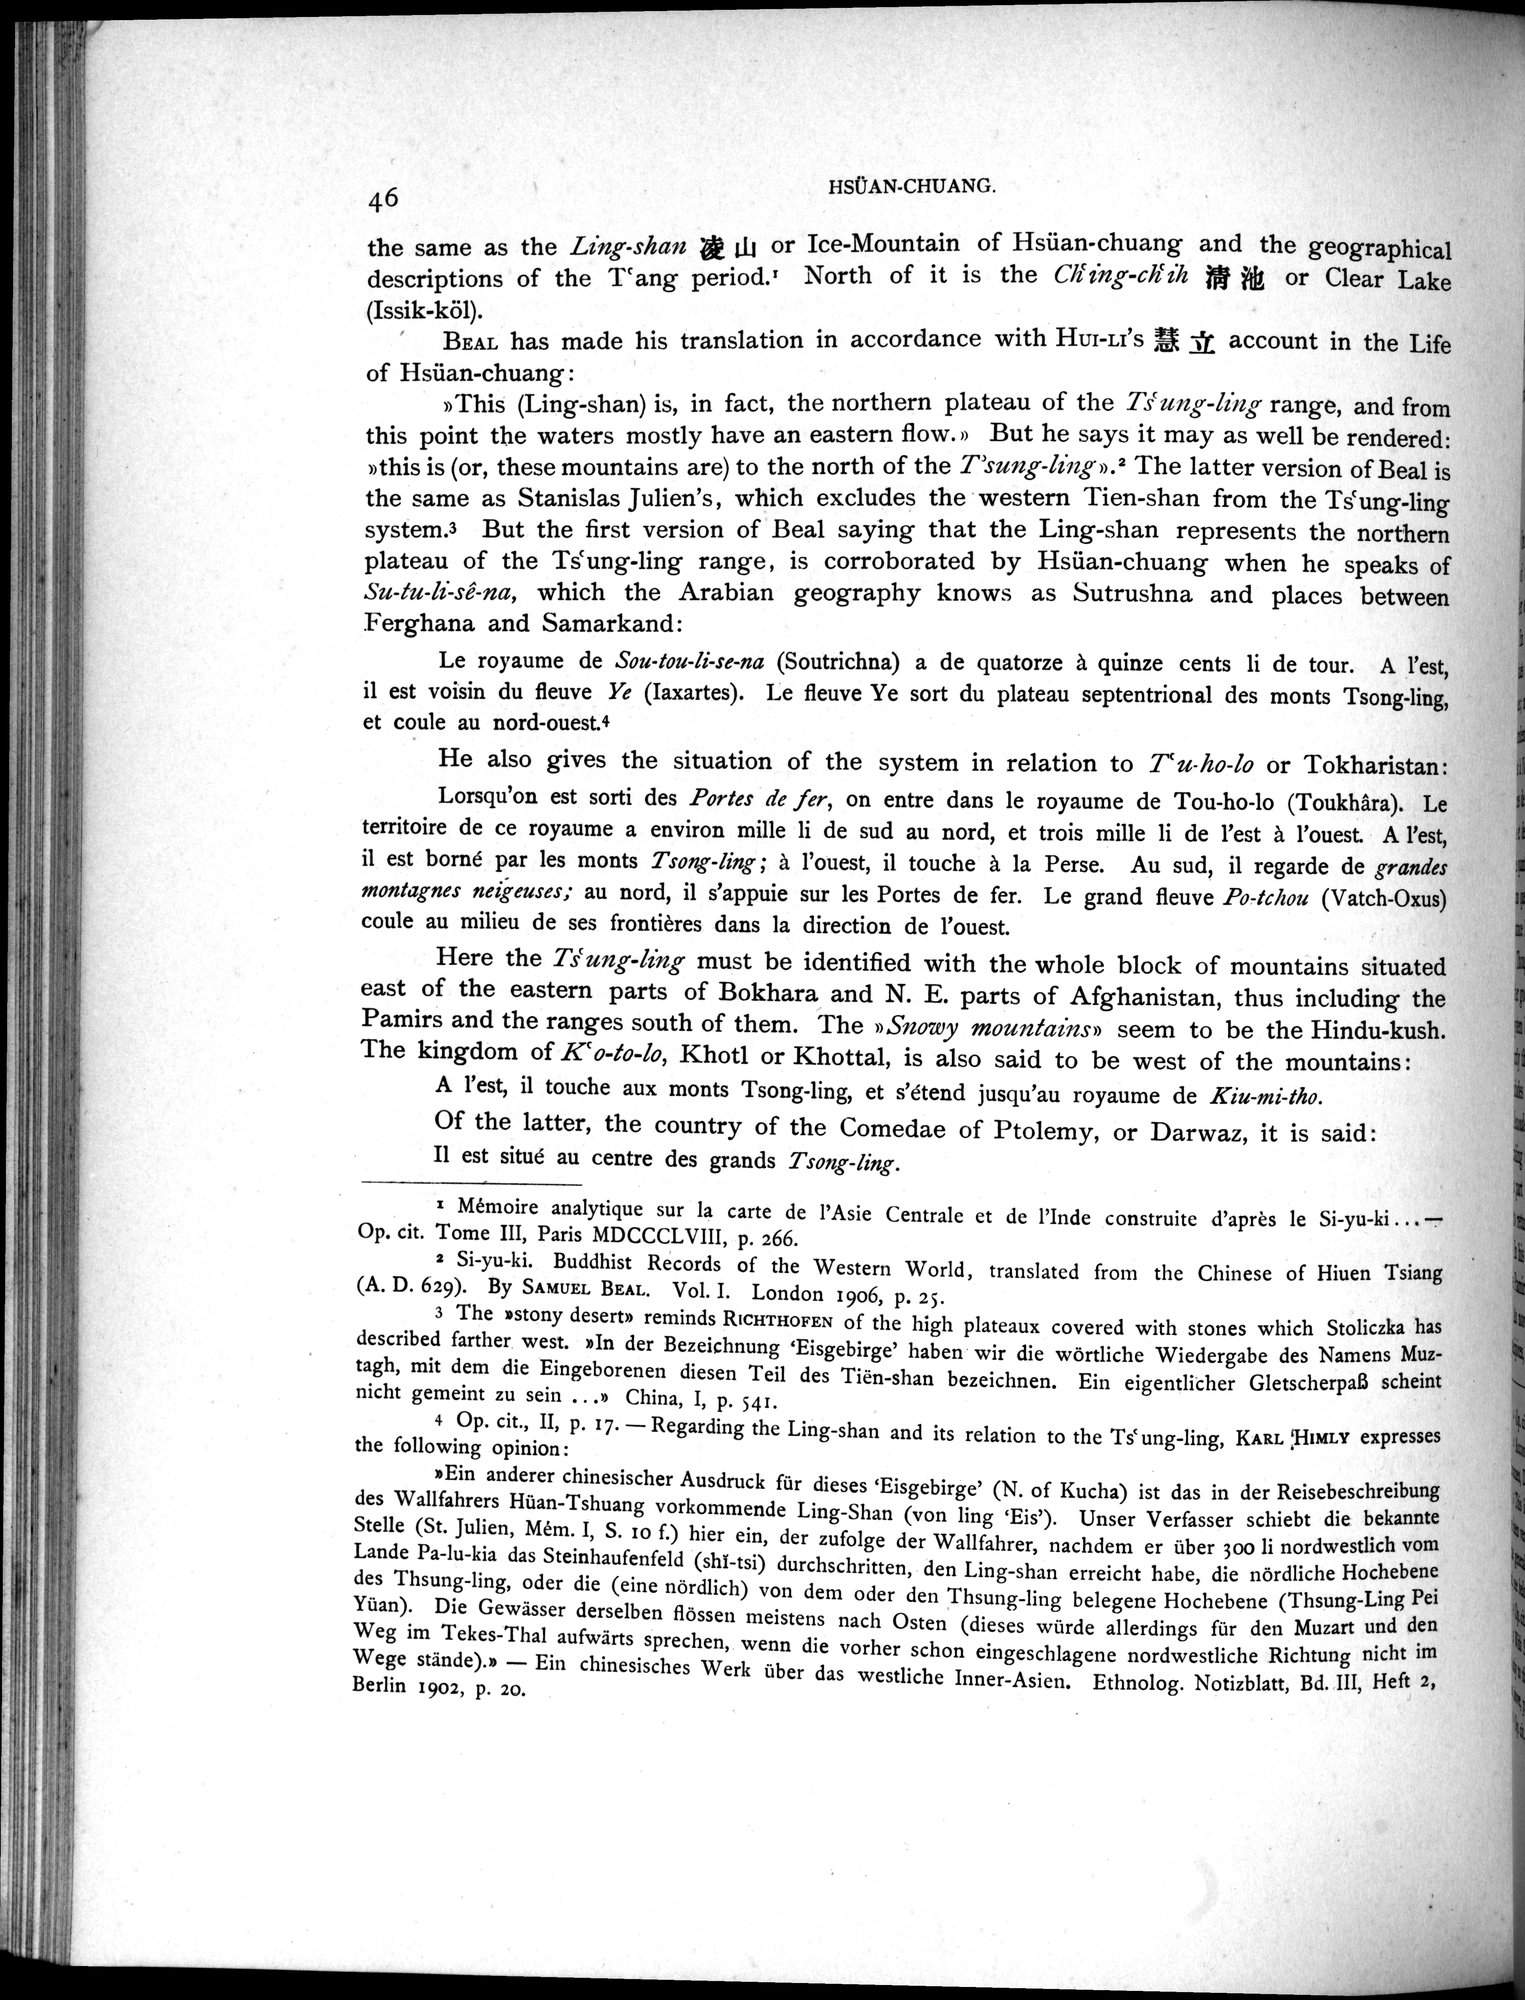 46
HSÜAN-CHUANG.
the same as the Ling-shan 凌 山 or Ice-Mountain of Hsüan-chuang and the geographical
descriptions of the Tʿang period.¹ North of it is the Chʿing-chʿih 清 池 or Clear Lake
(Issik-köl).
BEAL has made his translation in accordance with HUI-LI's 慧 立 account in the Life
of Hsüan-chuang:
»This (Ling-shan) is, in fact, the northern plateau of the Tsʿung-ling range, and from
this point the waters mostly have an eastern flow.» But he says it may as well be rendered:
»this is (or, these mountains are) to the north of the T'sung-ling».² The latter version of Beal is
the same as Stanislas Julien's, which excludes the western Tien-shan from the Tsʿung-ling
system.³ But the first version of Beal saying that the Ling-shan represents the northern
plateau of the Tsʿung-ling range, is corroborated by Hsüan-chuang when he speaks of
Su-tu-li-sê-na, which the Arabian geography knows as Sutrushna and places between
Ferghana and Samarkand:
Le royaume de Sou-tou-li-se-na (Soutrichna) a de quatorze à quinze cents li de tour. A l'est,
il est voisin du fleuve Ye (Iaxartes). Le fleuve Ye sort du plateau septentrional des monts Tsong-ling,
et coule au nord-ouest.⁴
He also gives the situation of the system in relation to Tʿu-ho-lo or Tokharistan:
Lorsqu'on est sorti des Portes de fer, on entre dans le royaume de Tou-ho-lo (Toukhâra). Le
territoire de ce royaume a environ mille li de sud au nord, et trois mille li de l'est à l'ouest. A l'est,
il est borné par les monts Tsong-ling; à l'ouest, il touche à la Perse. Au sud, il regarde de grandes
montagnes neigeuses; au nord, il s'appuie sur les Portes de fer. Le grand fleuve Po-tchou (Vatch-Oxus)
coule au milieu de ses frontières dans la direction de l'ouest.
Here the Tsʿung-ling must be identified with the whole block of mountains situated
east of the eastern parts of Bokhara and N. E. parts of Afghanistan, thus including the
Pamirs and the ranges south of them. The »Snowy mountains» seem to be the Hindu-kush.
The kingdom of Kʿo-to-lo, Khotl or Khottal, is also said to be west of the mountains:
A l'est, il touche aux monts Tsong-ling, et s'étend jusqu'au royaume de Kiu-mi-tho.
Of the latter, the country of the Comedae of Ptolemy, or Darwaz, it is said:
Il est situé au centre des grands Tsong-ling.
¹ Mémoire analytique sur la carte de l'Asie Centrale et de l'Inde construite d'après le Si-yu-ki... —
Op. cit. Tome III, Paris MDCCCLVIII, p. 266.
² Si-yu-ki. Buddhist Records of the Western World, translated from the Chinese of Hiuen Tsiang
(A. D. 629). By SAMUEL BEAL. Vol. I. London 1906, p. 25.
³ The »stony desert» reminds RICHTHOFEN of the high plateaux covered with stones which Stoliczka has
described farther west. »In der Bezeichnung 'Eisgebirge' haben wir die wörtliche Wiedergabe des Namens Muz-
tagh, mit dem die Eingeborenen diesen Teil des Tiën-shan bezeichnen. Ein eigentlicher Gletscherpaß scheint
nicht gemeint zu sein ...» China, I, p. 541.
⁴ Op. cit., II, p. 17. — Regarding the Ling-shan and its relation to the Tsʿung-ling, KARL HIMLY expresses
the following opinion:
»Ein anderer chinesischer Ausdruck für dieses 'Eisgebirge' (N. of Kucha) ist das in der Reisebeschreibung
des Wallfahrers Hüan-Tshuang vorkommende Ling-Shan (von ling 'Eis'). Unser Verfasser schiebt die bekannte
Stelle (St. Julien, Mém. I, S. 10 f.) hier ein, der zufolge der Wallfahrer, nachdem er über 300 li nordwestlich vom
Lande Pa-lu-kia das Steinhaufenfeld (shï-tsi) durchschritten, den Ling-shan erreicht habe, die nördliche Hochebene
des Thsung-ling, oder die (eine nördlich) von dem oder den Thsung-ling belegene Hochebene (Thsung-Ling Pei
Yüan). Die Gewässer derselben flössen meistens nach Osten (dieses würde allerdings für den Muzart und den
Weg im Tekes-Thal aufwärts sprechen, wenn die vorher schon eingeschlagene nordwestliche Richtung nicht im
Wege stände).» — Ein chinesisches Werk über das westliche Inner-Asien. Ethnolog. Notizblatt, Bd. III, Heft 2,
Berlin 1902, p. 20.